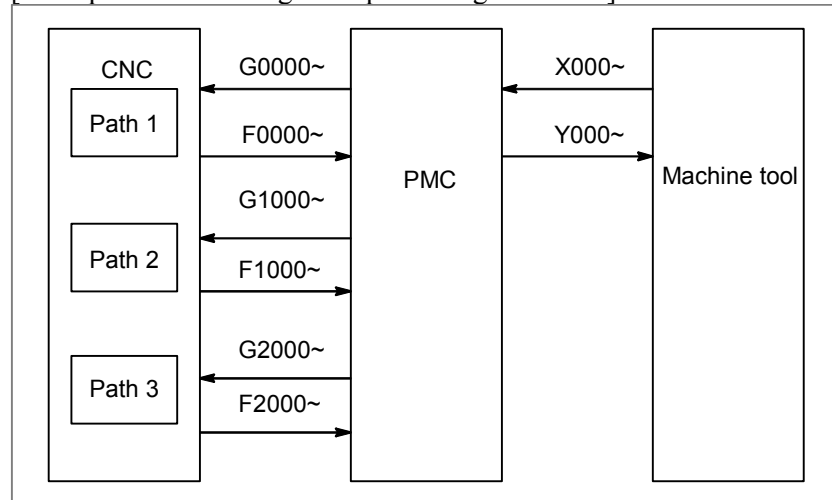 CNC
G0000~
X000~
Path 1
F0000~
Y000~
PMC
Machine tool
G1000~
Path 2
F1000~
G2000~
Path 3
F2000~